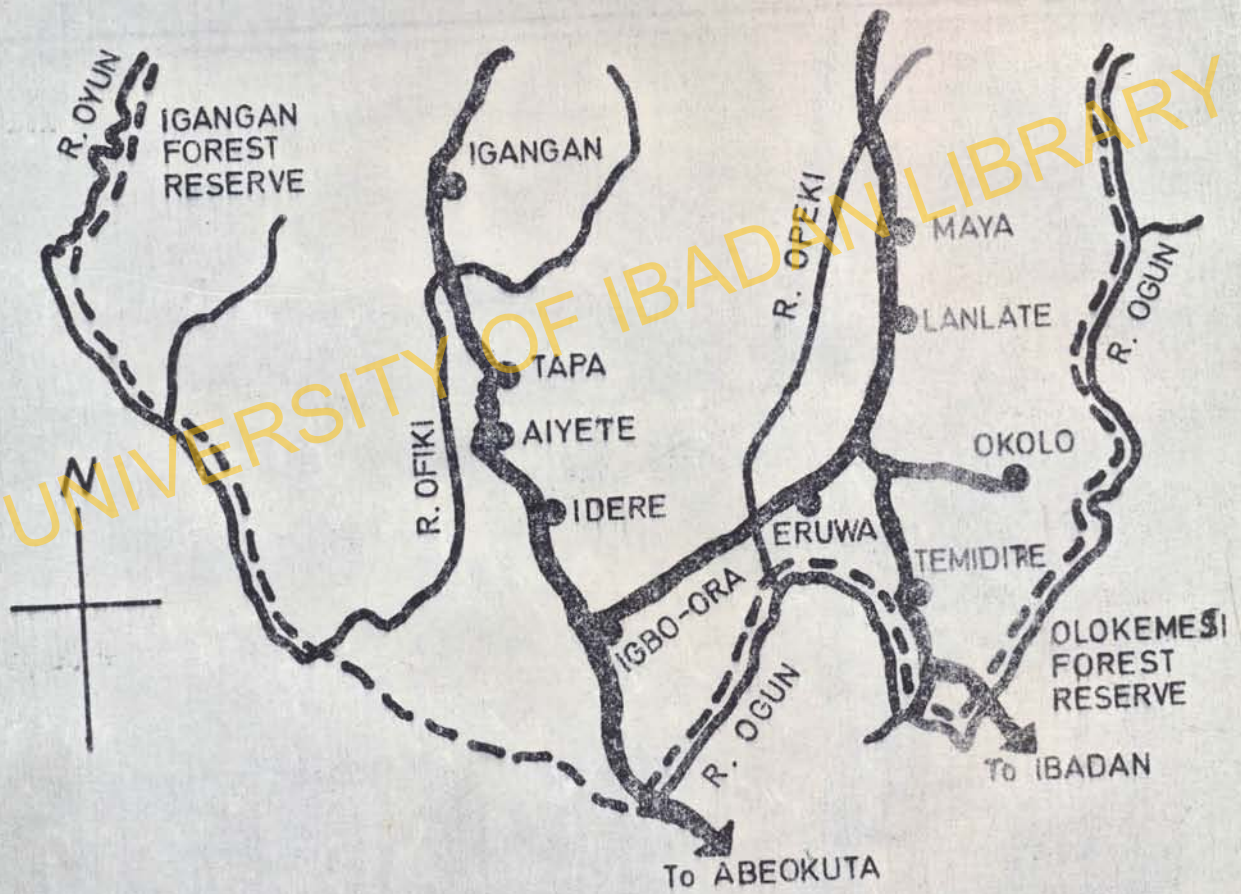 R. OYUN
IGANGAN
FOREST
RESERVE
IGANGAN
R. OPEKI
MAYA
LANLATE
R. OGUN
TAPA
AIYETE
R. OFIKI
IDERE
OKOLO
ERUWA
TEMIDITRE
N
IGBO-ORA
OLOKEMESI
FOREST
RESERVE
R. OGUN
To IBADAN
To ABEOKUTA
UNIVERSITY OF IBADAN LIBRARY